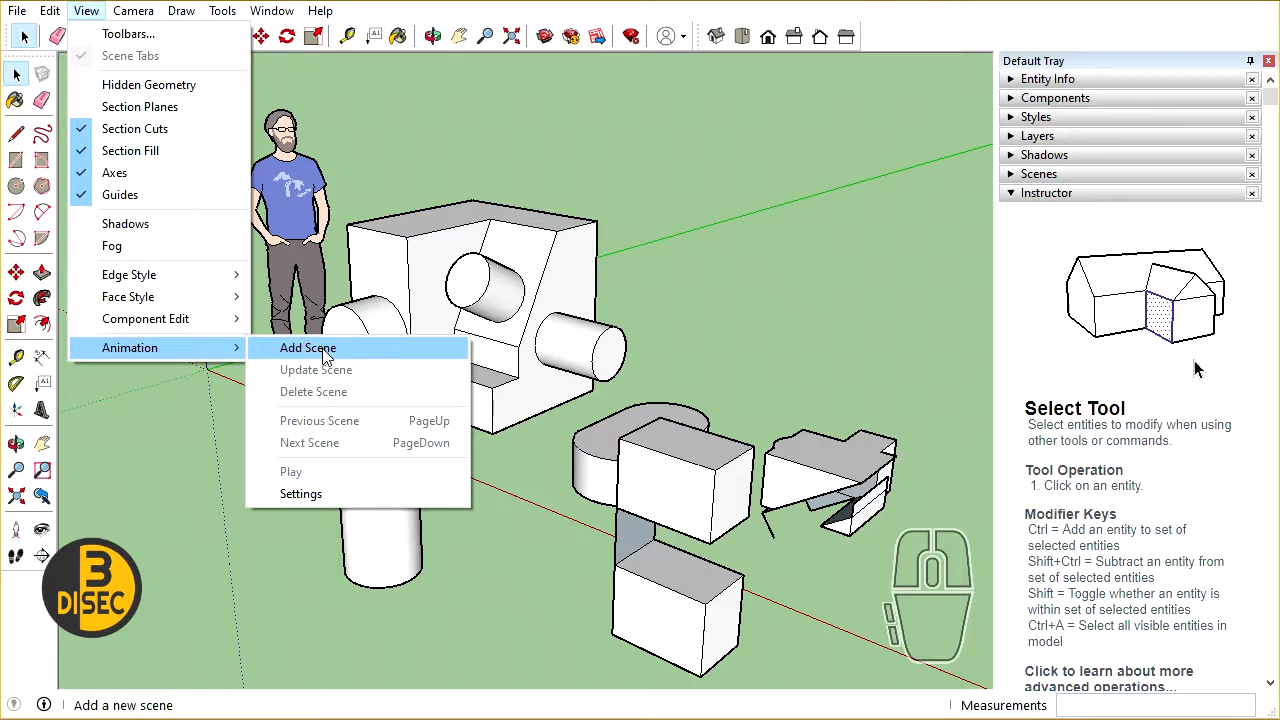 File Edit View Camera Draw Tools Window Help
Toolbars...
Scene Tabs
Hidden Geometry
Section Planes
Section Cuts
Section Fill
Axes
Guides
Shadows
Fog
Edge Style
Face Style
Component Edit
Animation
Add Scene
Update Scene
Delete Scene
Previous Scene PageUp
Next Scene PageDown
Play
Settings
3
DISEC
Default Tray
Entity Info
Components
Styles
Layers
Shadows
Scenes
Instructor
Select Tool
Select entities to modify when using
other tools or commands.
Tool Operation
1. Click on an entity.
Modifier Keys
Ctrl = Add an entity to set of
selected entities
Shift+Ctrl = Subtract an entity from
set of selected entities
Shift = Toggle whether an entity is
within set of selected entities
Ctrl+A = Select all visible entities in
model
Click to learn about more
advanced operations...
Add a new scene
Measurements